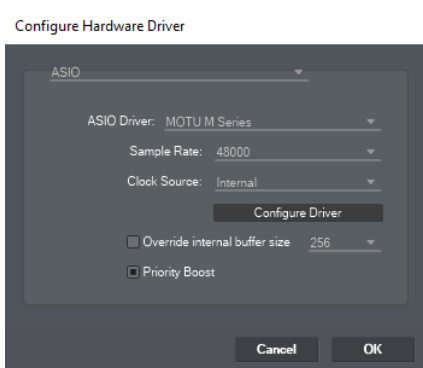 Configure Hardware Driver
ASIO
ASIO Driver: MOTU M Series
Sample Rate: 48000
Clock Source: Internal
Configure Driver
Override internal buffer size 256
Priority Boost
Cancel OK